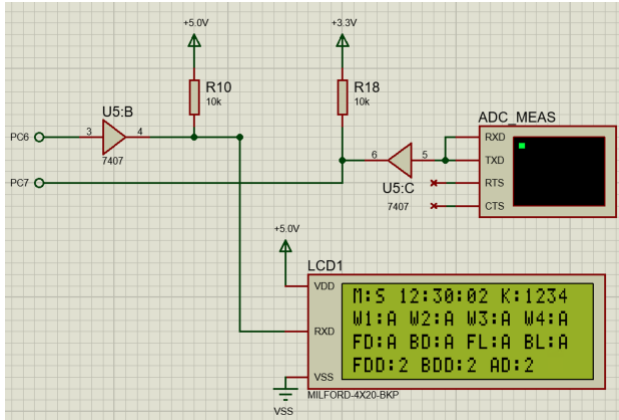 +5.0V
+3.3V
R10
10k
R18
10k
U5:B
3
4
7407
PC6
PC7
6
5
U5:C
7407
ADC_MEAS
RXD
TXD
RTS
CTS
+5.0V
LCD1
VDD
RXD
VSS
M:S 12:30:02 K:1234
W1:A W2:A W3:A W4:A
FD:A BD:A FL:A BL:A
FDD:2 BDD:2 AD:2
VSS
MILFORD-4X20-BKP